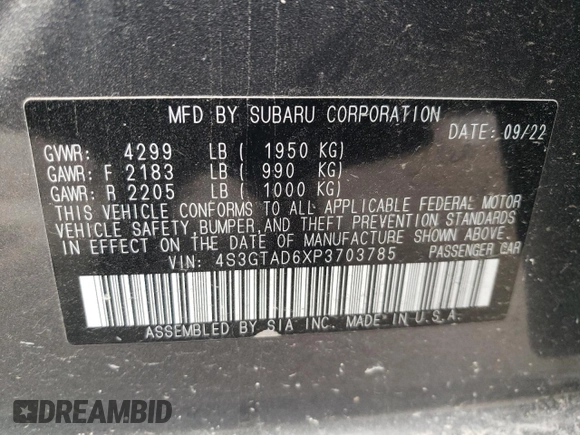 MFD BY SUBARU CORPORATION
DATE: 09/22
GVWR: 4299 LB ( 1950 KG)
GAWR: F 2183 LB ( 990 KG)
GAWR: R 2205 LB ( 1000 KG)
THIS VEHICLE CONFORMS TO ALL APPLICABLE FEDERAL MOTOR
VEHICLE SAFETY, BUMPER, AND THEFT PREVENTION STANDARDS
IN EFFECT ON THE DATE OF MANUFACTURE SHOWN ABOVE.
VIN: 4S3GTAD6XP3703785 PASSENGER CAR
ASSEMBLED BY SIA INC. MADE IN U.S.A.
DREAMBID